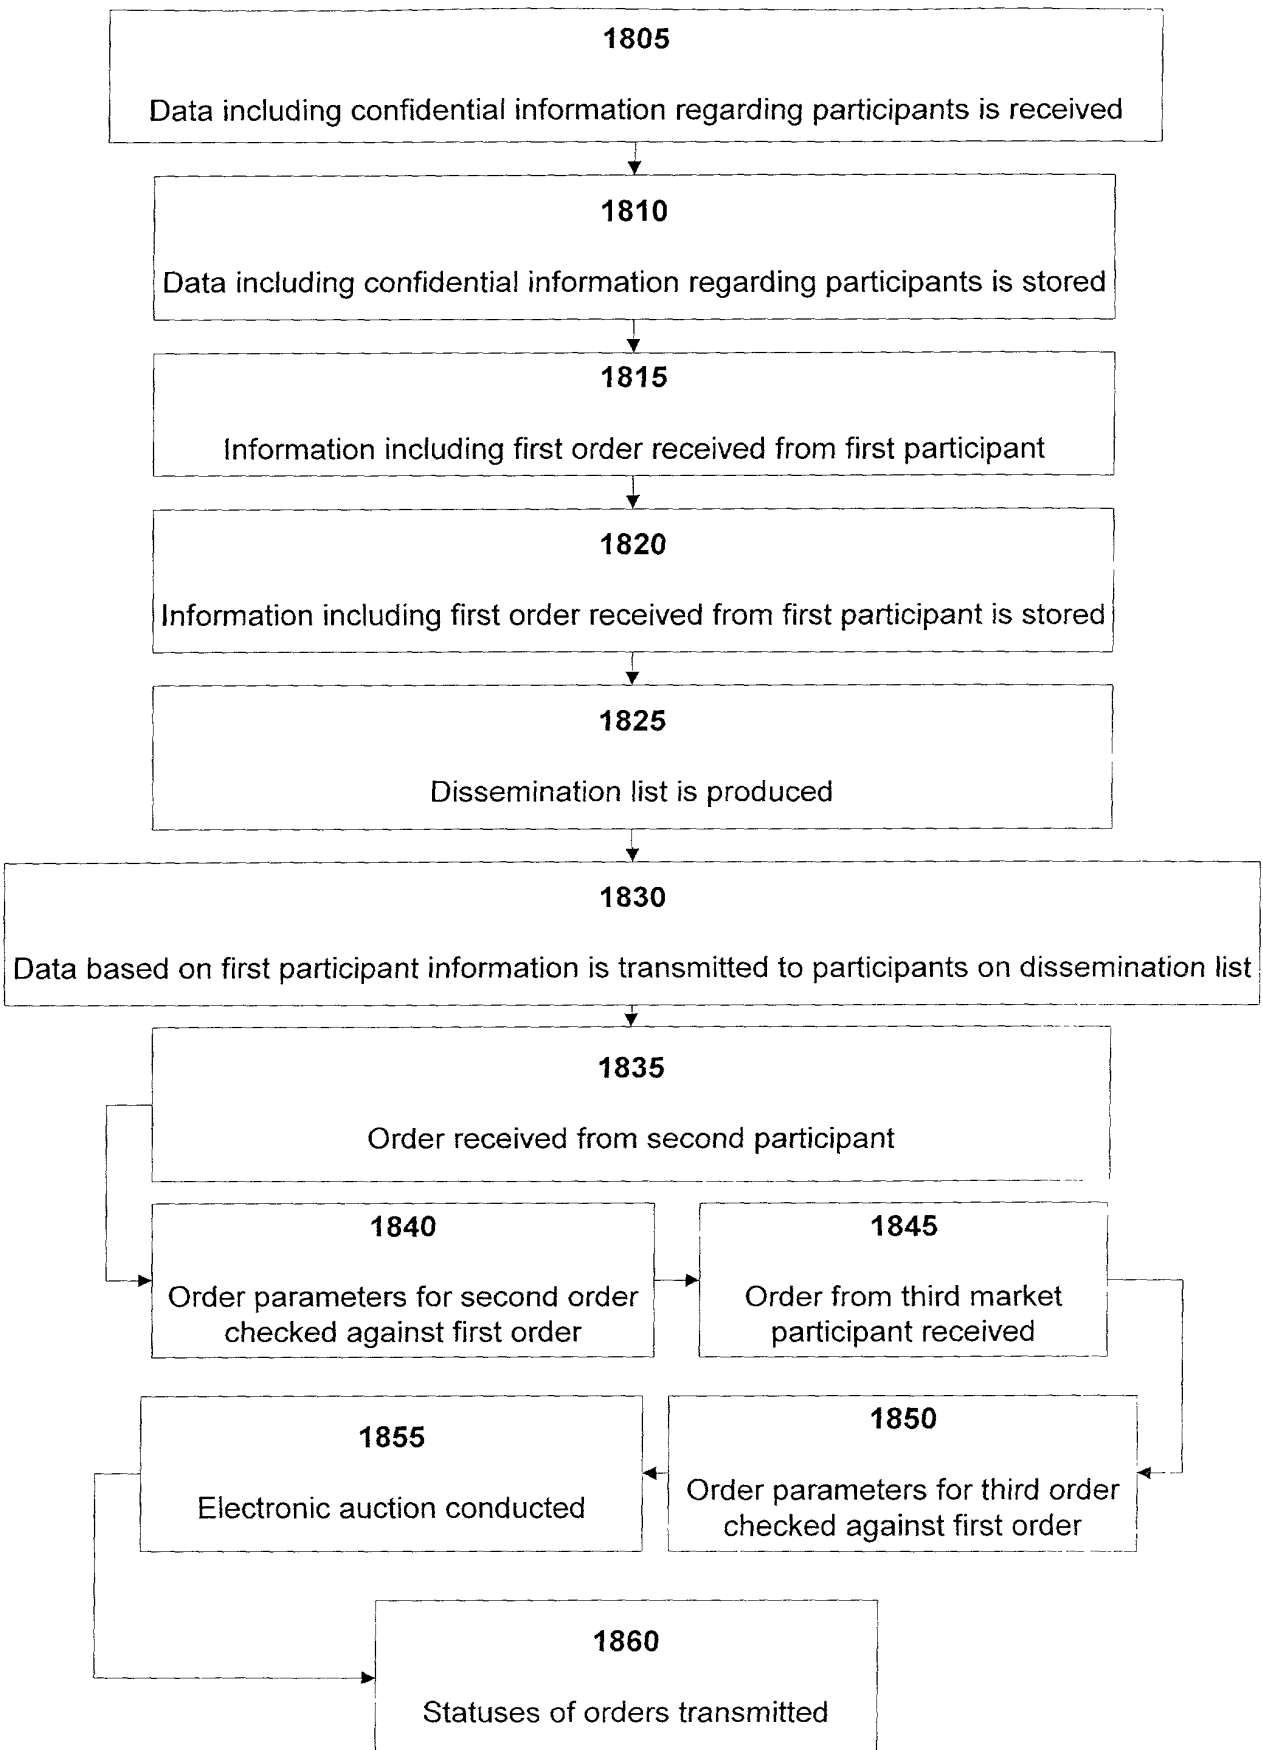 1805
Data including confidential information regarding participants is received
1810
Data including confidential information regarding participants is stored
1815
Information including first order received from first participant
1820
Information including first order received from first participant is stored
1825
Dissemination list is produced
1830
Data based on first participant information is transmitted to participants on dissemination list
1835
Order received from second participant
1840
Order parameters for second order
checked against first order
1845
Order from third market
participant received
1850
Order parameters for third order
checked against first order
1855
Electronic auction conducted
1860
Statuses of orders transmitted